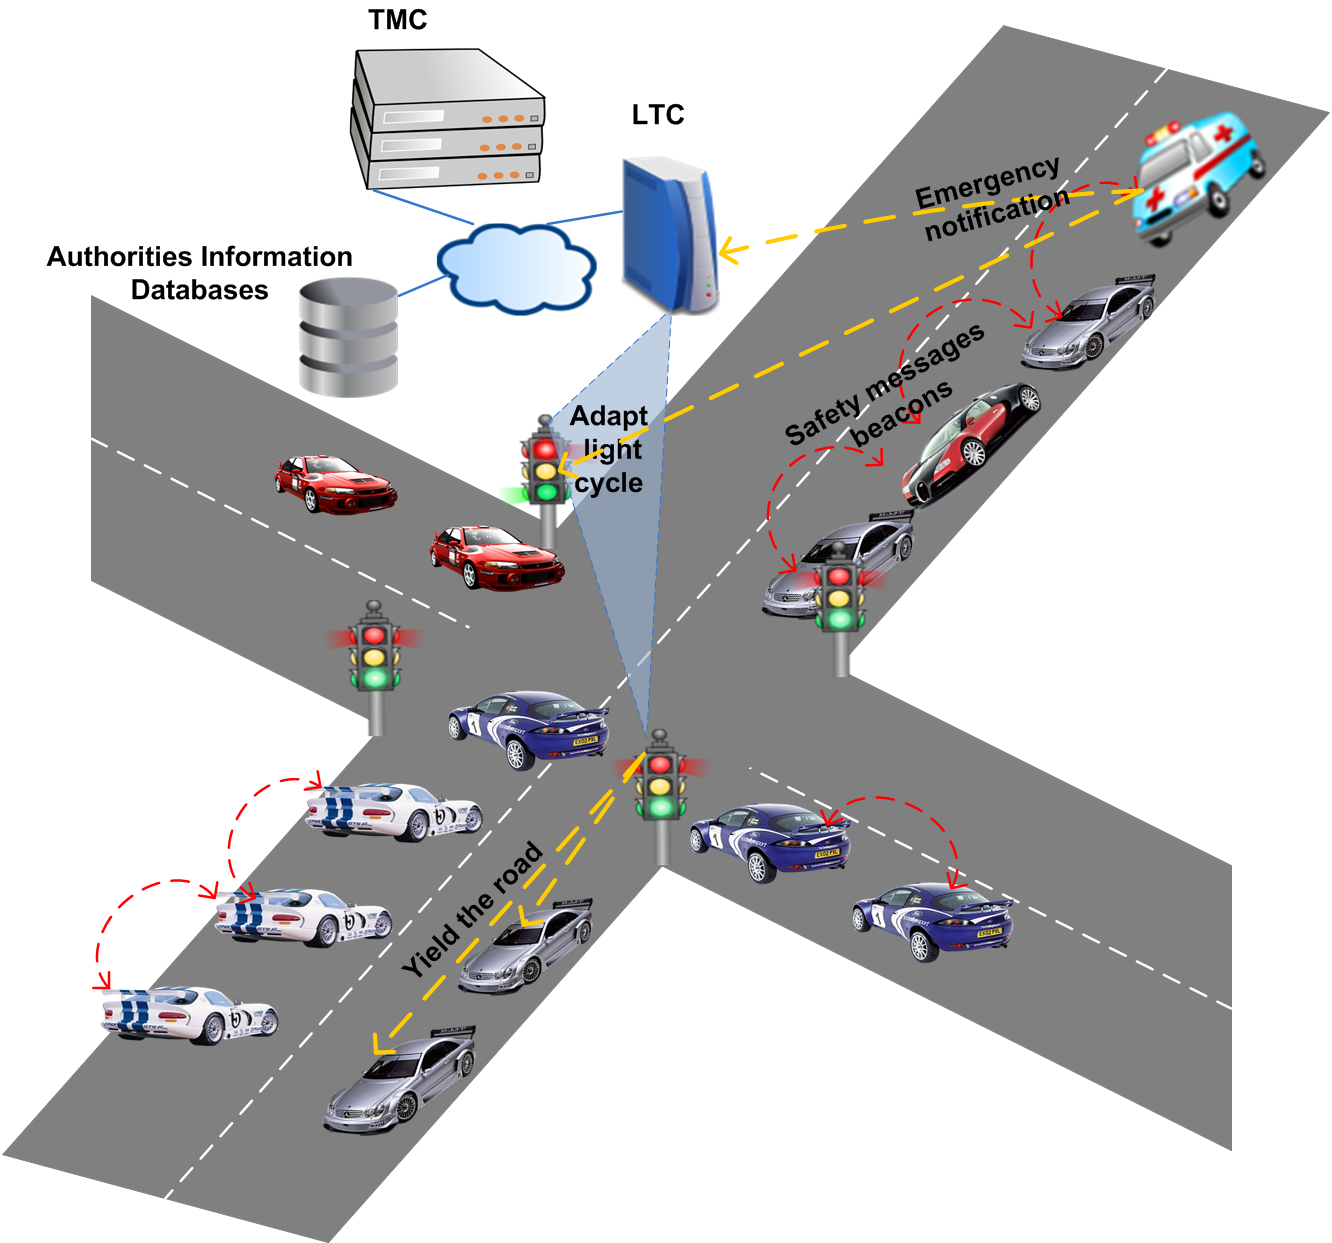 TMC
LTC
Emergency
notification
Authorities Information
Databases
Safety messages
beacons
Adapt
light
cycle
Yield the road